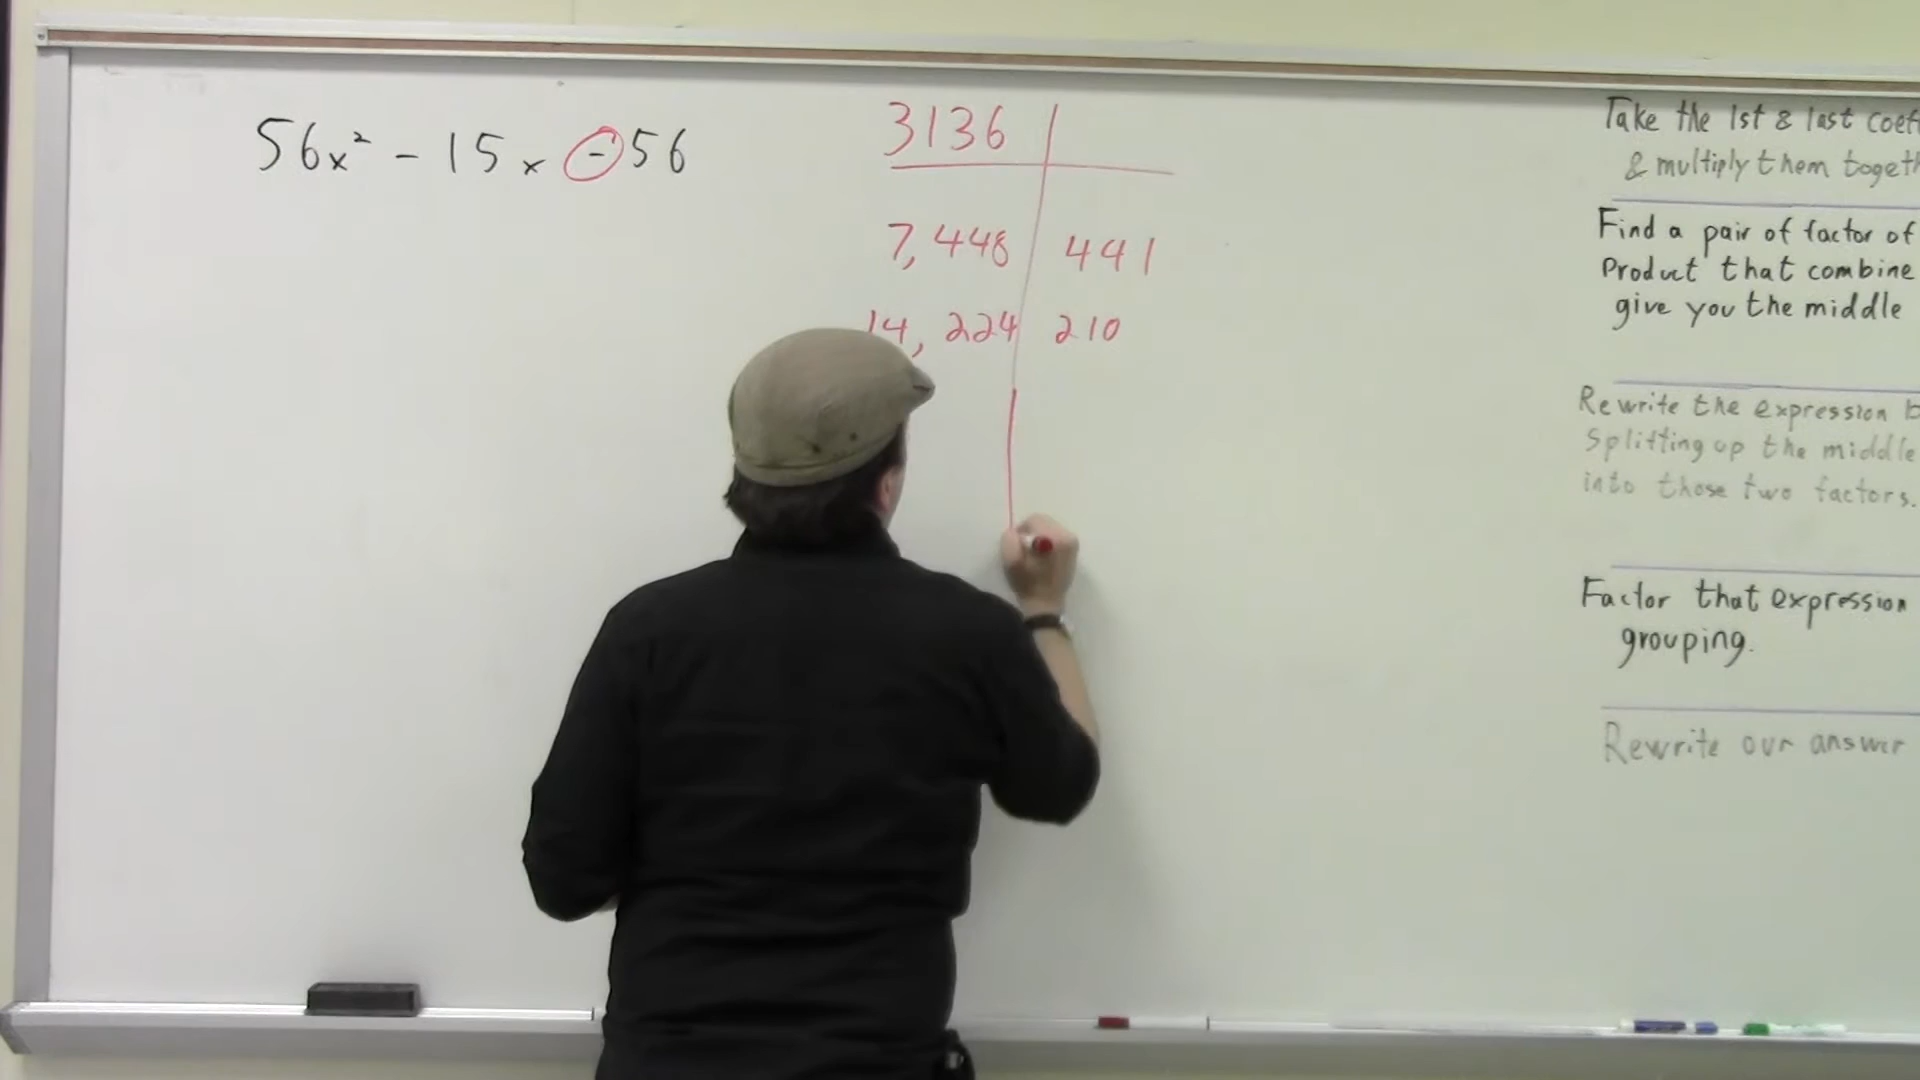 56x² - 15x - 56
3136
7, 448 441
14, 224 210
Take the 1st & last coeff
& multiply them togeth
Find a pair of factor of
Product that combine
give you the middle
Rewrite the expression b
Splitting up the middle
into those two factors.
Factor that expression
grouping.
Rewrite our answer